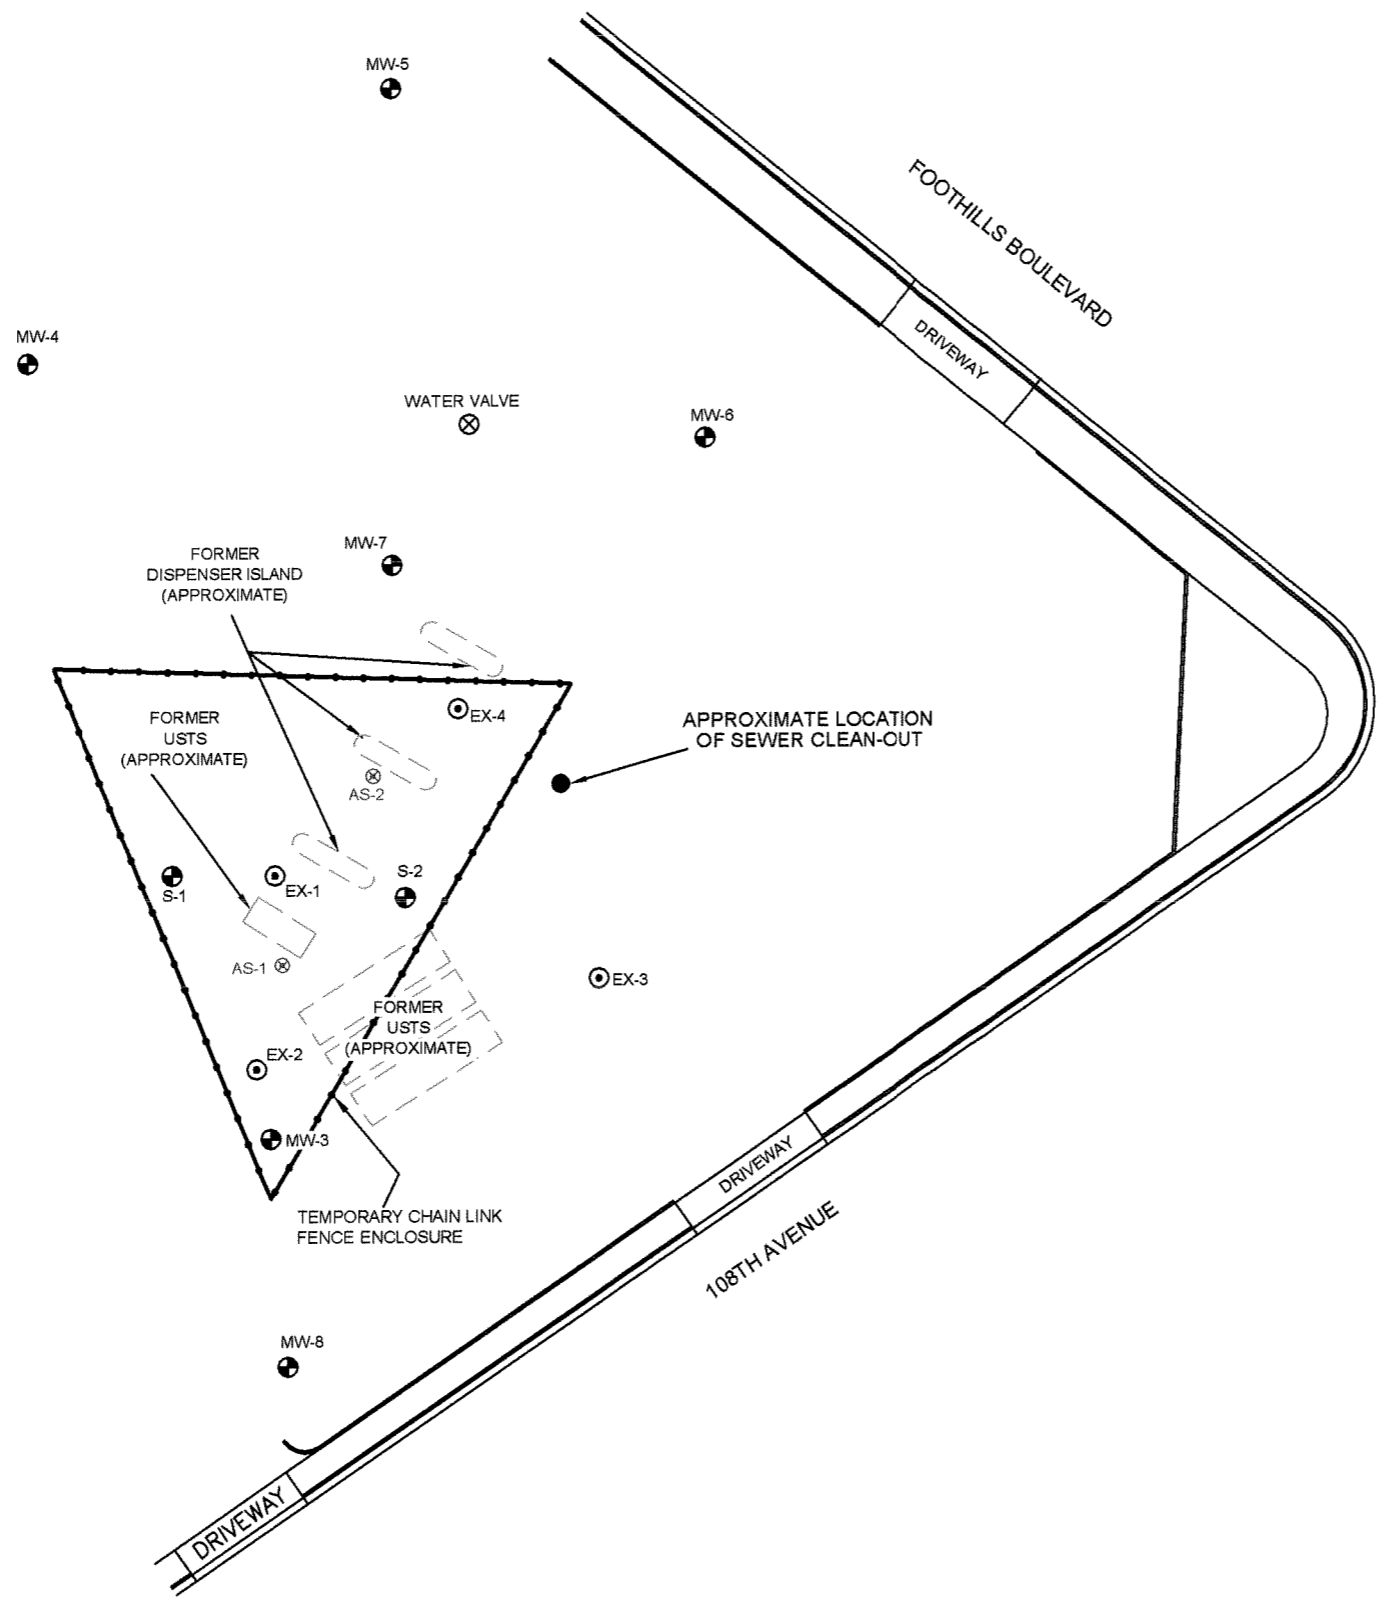 MW-5
FOOTHILLS BOULEVARD
MW-4
DRIVEWAY
WATER VALVE
MW-6
MW-7
FORMER
DISPENSER ISLAND
(APPROXIMATE)
EX-4
FORMER
USTS
(APPROXIMATE)
APPROXIMATE LOCATION
OF SEWER CLEAN-OUT
AS-2
S-1
EX-1
S-2
AS-1
EX-3
FORMER
USTS
(APPROXIMATE)
EX-2
MW-3
DRIVEWAY
TEMPORARY CHAIN LINK
FENCE ENCLOSURE
108TH AVENUE
MW-8
DRIVEWAY